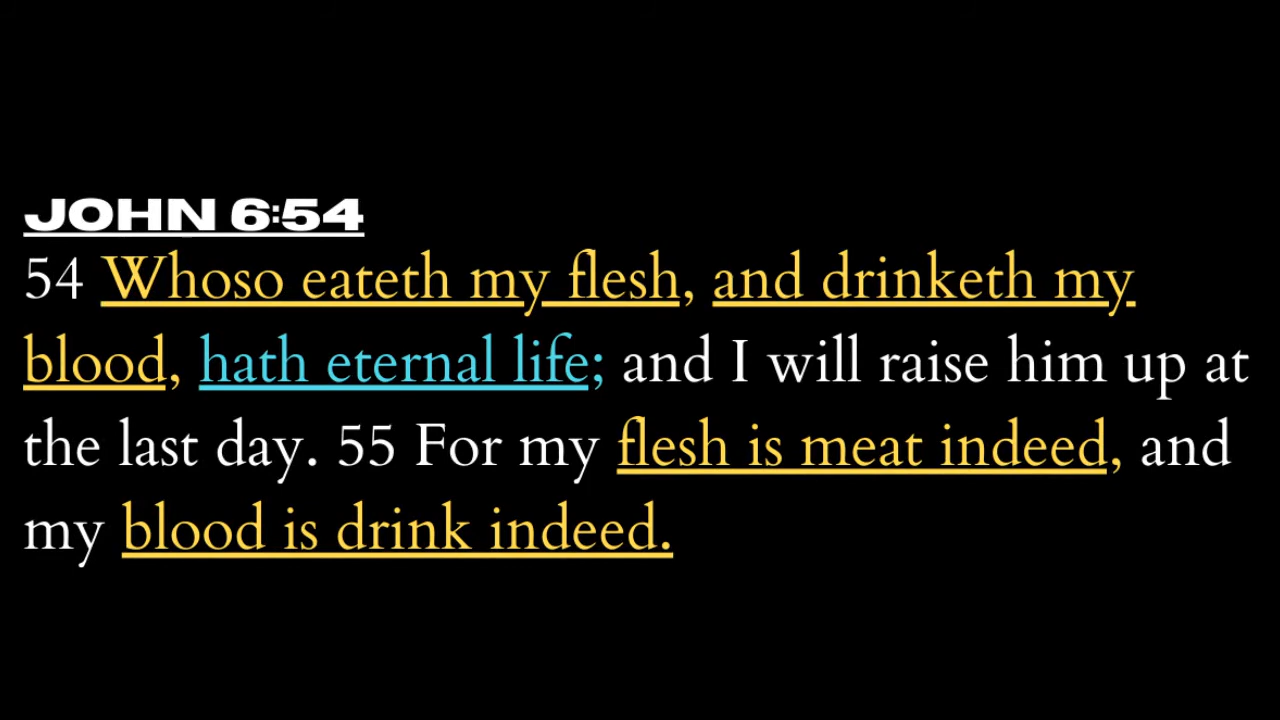 JOHN 6:54
54 Whoso eateth my flesh, and drinketh my
blood, hath eternal life; and I will raise him up at
the last day. 55 For my flesh is meat indeed, and
my blood is drink indeed.